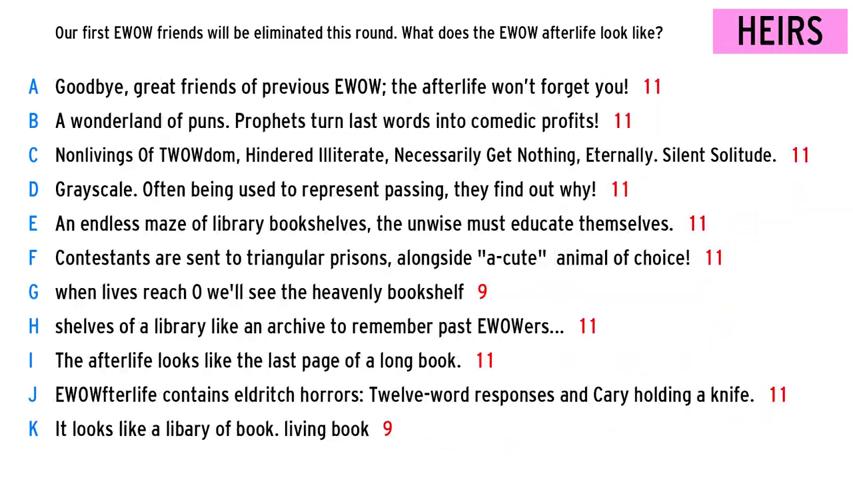 Our first EWOW friends will be eliminated this round. What does the EWOW afterlife look like?
HEIRS
A Goodbye, great friends of previous EWOW; the afterlife won't forget you! 11
B A wonderland of puns. Prophets turn last words into comedic profits! 11
C Nonlivings Of TWOWdom, Hindered Illiterate, Necessarily Get Nothing, Eternally. Silent Solitude. 11
D Grayscale. Often being used to represent passing, they find out why! 11
E An endless maze of library bookshelves, the unwise must educate themselves. 11
F Contestants are sent to triangular prisons, alongside "a-cute" animal of choice! 11
G when lives reach 0 we'll see the heavenly bookshelf 9
H shelves of a library like an archive to remember past EWOWers... 11
I The afterlife looks like the last page of a long book. 11
J EWOWfterlife contains eldritch horrors: Twelve-word responses and Cary holding a knife. 11
K It looks like a libary of book. living book 9